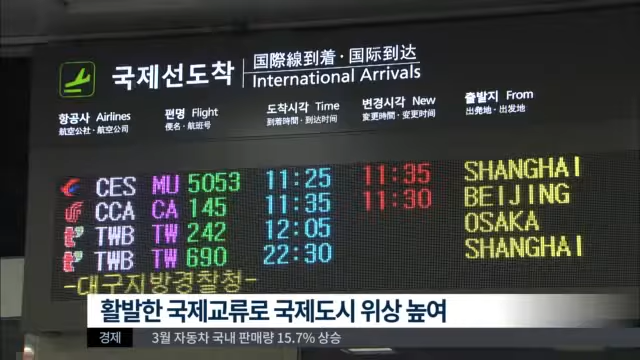 국제선도착 国際線到着·国际到达
International Arrivals
항공사 Airlines 편명 Flight 도착시각 Time 변경시각 New 출발지 From
航空公社·航空公司 便名·航班号 到着時間·到达时间 変更時間·变更时间 出発地·出发地
CES MU 5053 11:25 11:35 SHANGHAI
CCA CA 145 11:35 11:30 BEIJING
TWB TW 242 12:05 OSAKA
TWB TW 690 22:30 SHANGHAI
-대구지방경찰청-
활발한 국제교류로 국제도시 위상 높여
경제 3월 자동차 국내 판매량 15.7% 상승